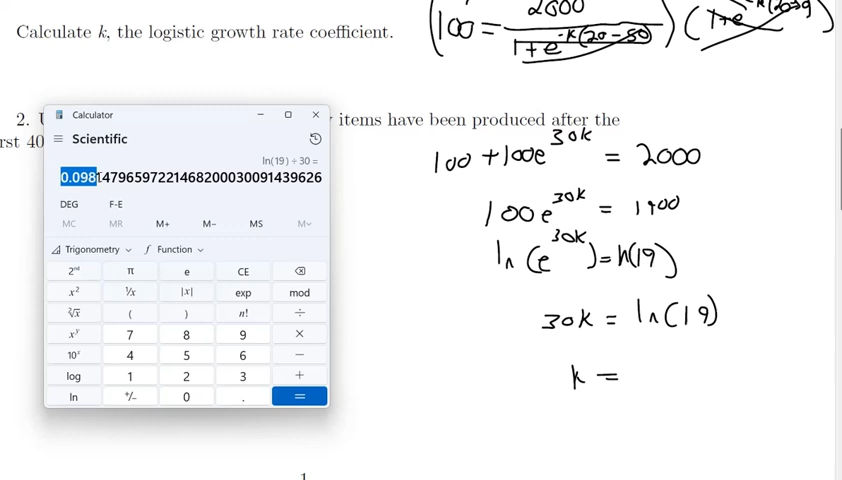 Calculate k, the logistic growth rate coefficient.
100 = 2000 / 1+e^-k(20-50)
2. U
items have been produced after the
rst 40
Calculator
Scientific
ln(19) ÷ 30 =
0.098147965972214682000300914396​26
DEG F-E
MC MR M+ M− MS M
Trigonometry Function
2nd π e CE
x² ¹/x |x| exp mod
²√x ( ) n! ÷
xʸ 7 8 9 ×
10ˣ 4 5 6 −
log 1 2 3 +
ln +/− 0 . =
100 + 100e^30k = 2000
100e^30k = 1900
ln(e^30k) = ln(19)
30k = ln(19)
k =
1